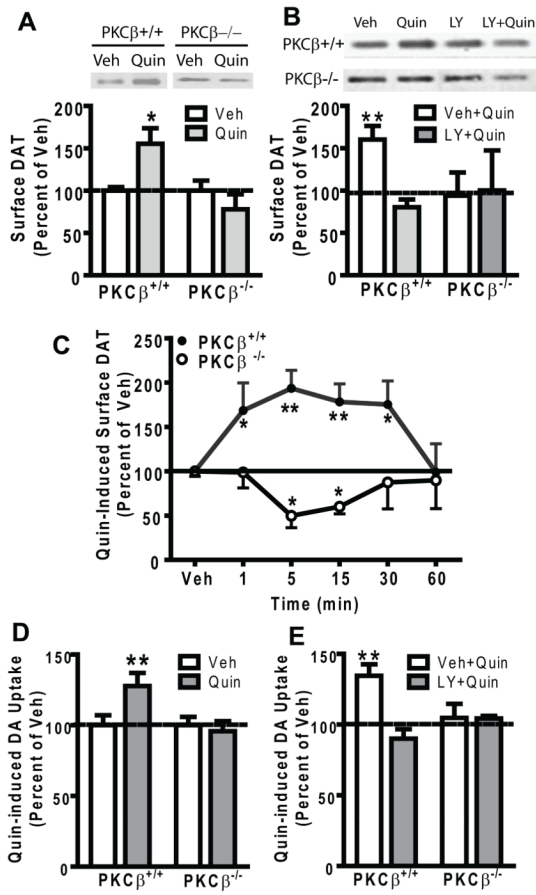 A
PKCβ+/+ PKCβ−/−
Veh Quin Veh Quin
Surface DAT
(Percent of Veh)
200
150
100
50
0
*
Veh
Quin
PKCβ+/+ PKCβ-/-
B
Veh Quin LY LY+Quin
PKCβ+/+
PKCβ-/-
Surface DAT
(Percent of Veh)
200
150
100
50
0
**
Veh+Quin
LY+Quin
PKCβ+/+ PKCβ-/-
C
PKCβ+/+
PKCβ -/-
Quin-Induced Surface DAT
(Percent of Veh)
250
200
150
100
50
0
* ** ** *
* *
Veh 1 5 15 30 60
Time (min)
D
Quin-induced DA Uptake
(Percent of Veh)
150
100
50
0
**
Veh
Quin
PKCβ+/+ PKCβ-/-
E
Quin-induced DA Uptake
(Percent of Veh)
150
100
50
0
**
Veh+Quin
LY+Quin
PKCβ+/+ PKCβ-/-